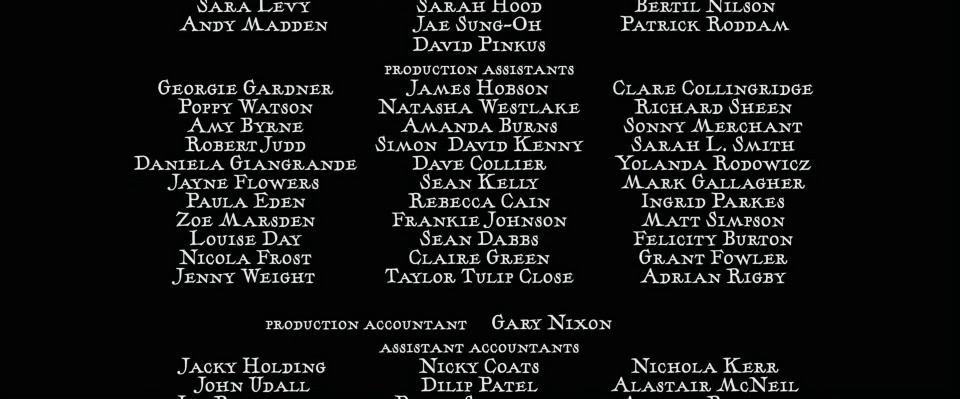 Sara Levy Sarah Hood Bertil Nilson
Andy Madden Jae Sung-Oh Patrick Roddam
David Pinkus
PRODUCTION ASSISTANTS
Georgie Gardner James Hobson Clare Collingridge
Poppy Watson Natasha Westlake Richard Sheen
Amy Byrne Amanda Burns Sonny Merchant
Robert Judd Simon David Kenny Sarah L. Smith
Daniela Giangrande Dave Collier Yolanda Rodowicz
Jayne Flowers Sean Kelly Mark Gallagher
Paula Eden Rebecca Cain Ingrid Parkes
Zoe Marsden Frankie Johnson Matt Simpson
Louise Day Sean Dabbs Felicity Burton
Nicola Frost Claire Green Grant Fowler
Jenny Weight Taylor Tulip Close Adrian Rigby
PRODUCTION ACCOUNTANT Gary Nixon
ASSISTANT ACCOUNTANTS
Jacky Holding Nicky Coats Nichola Kerr
John Udall Dilip Patel Alastair McNeil